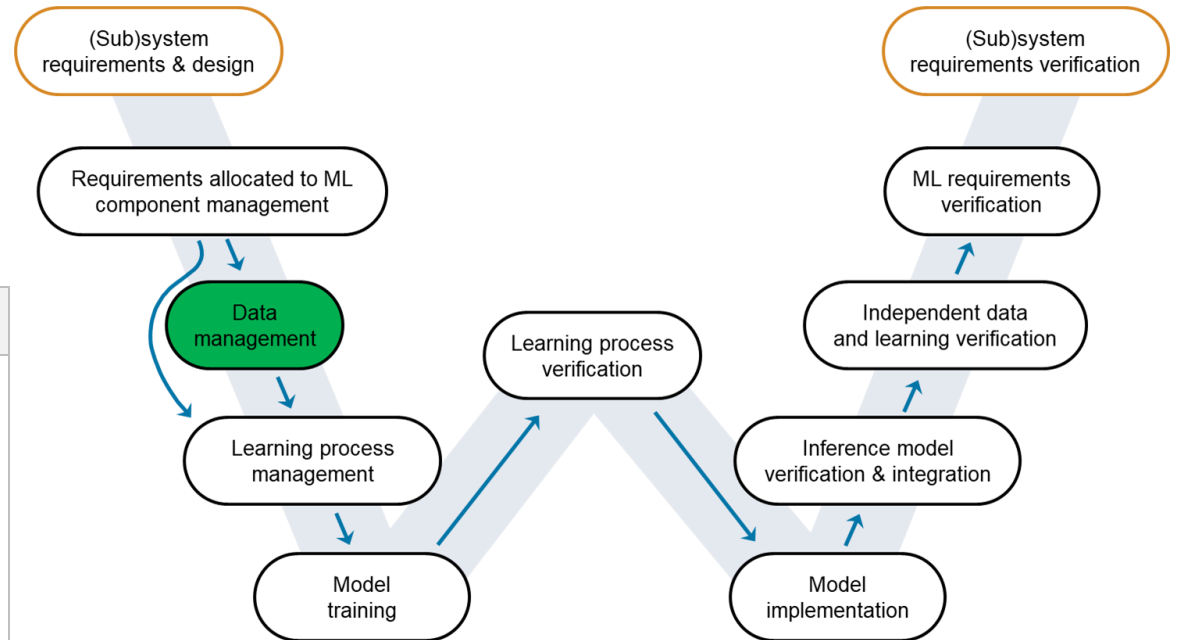 (Sub)system
requirements & design
(Sub)system
requirements verification
Requirements allocated to ML
component management
ML requirements
verification
Data
management
Independent data
and learning verification
Learning process
verification
Learning process
management
Inference model
verification & integration
Model
training
Model
implementation